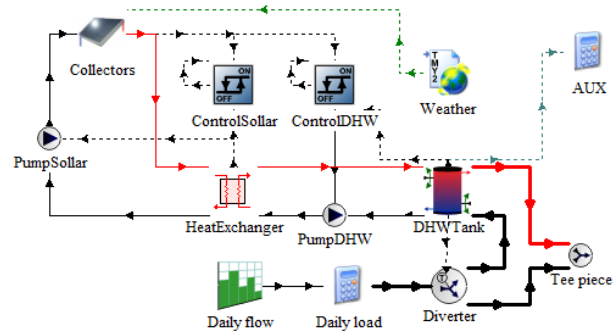 Collectors
ON
OFF
ControlSollar
ON
OFF
ControlDHW
TMY2
Weather
AUX
PumpSollar
HeatExchanger
PumpDHW
DHWTank
T
Tee piece
Daily flow
Daily load
Diverter